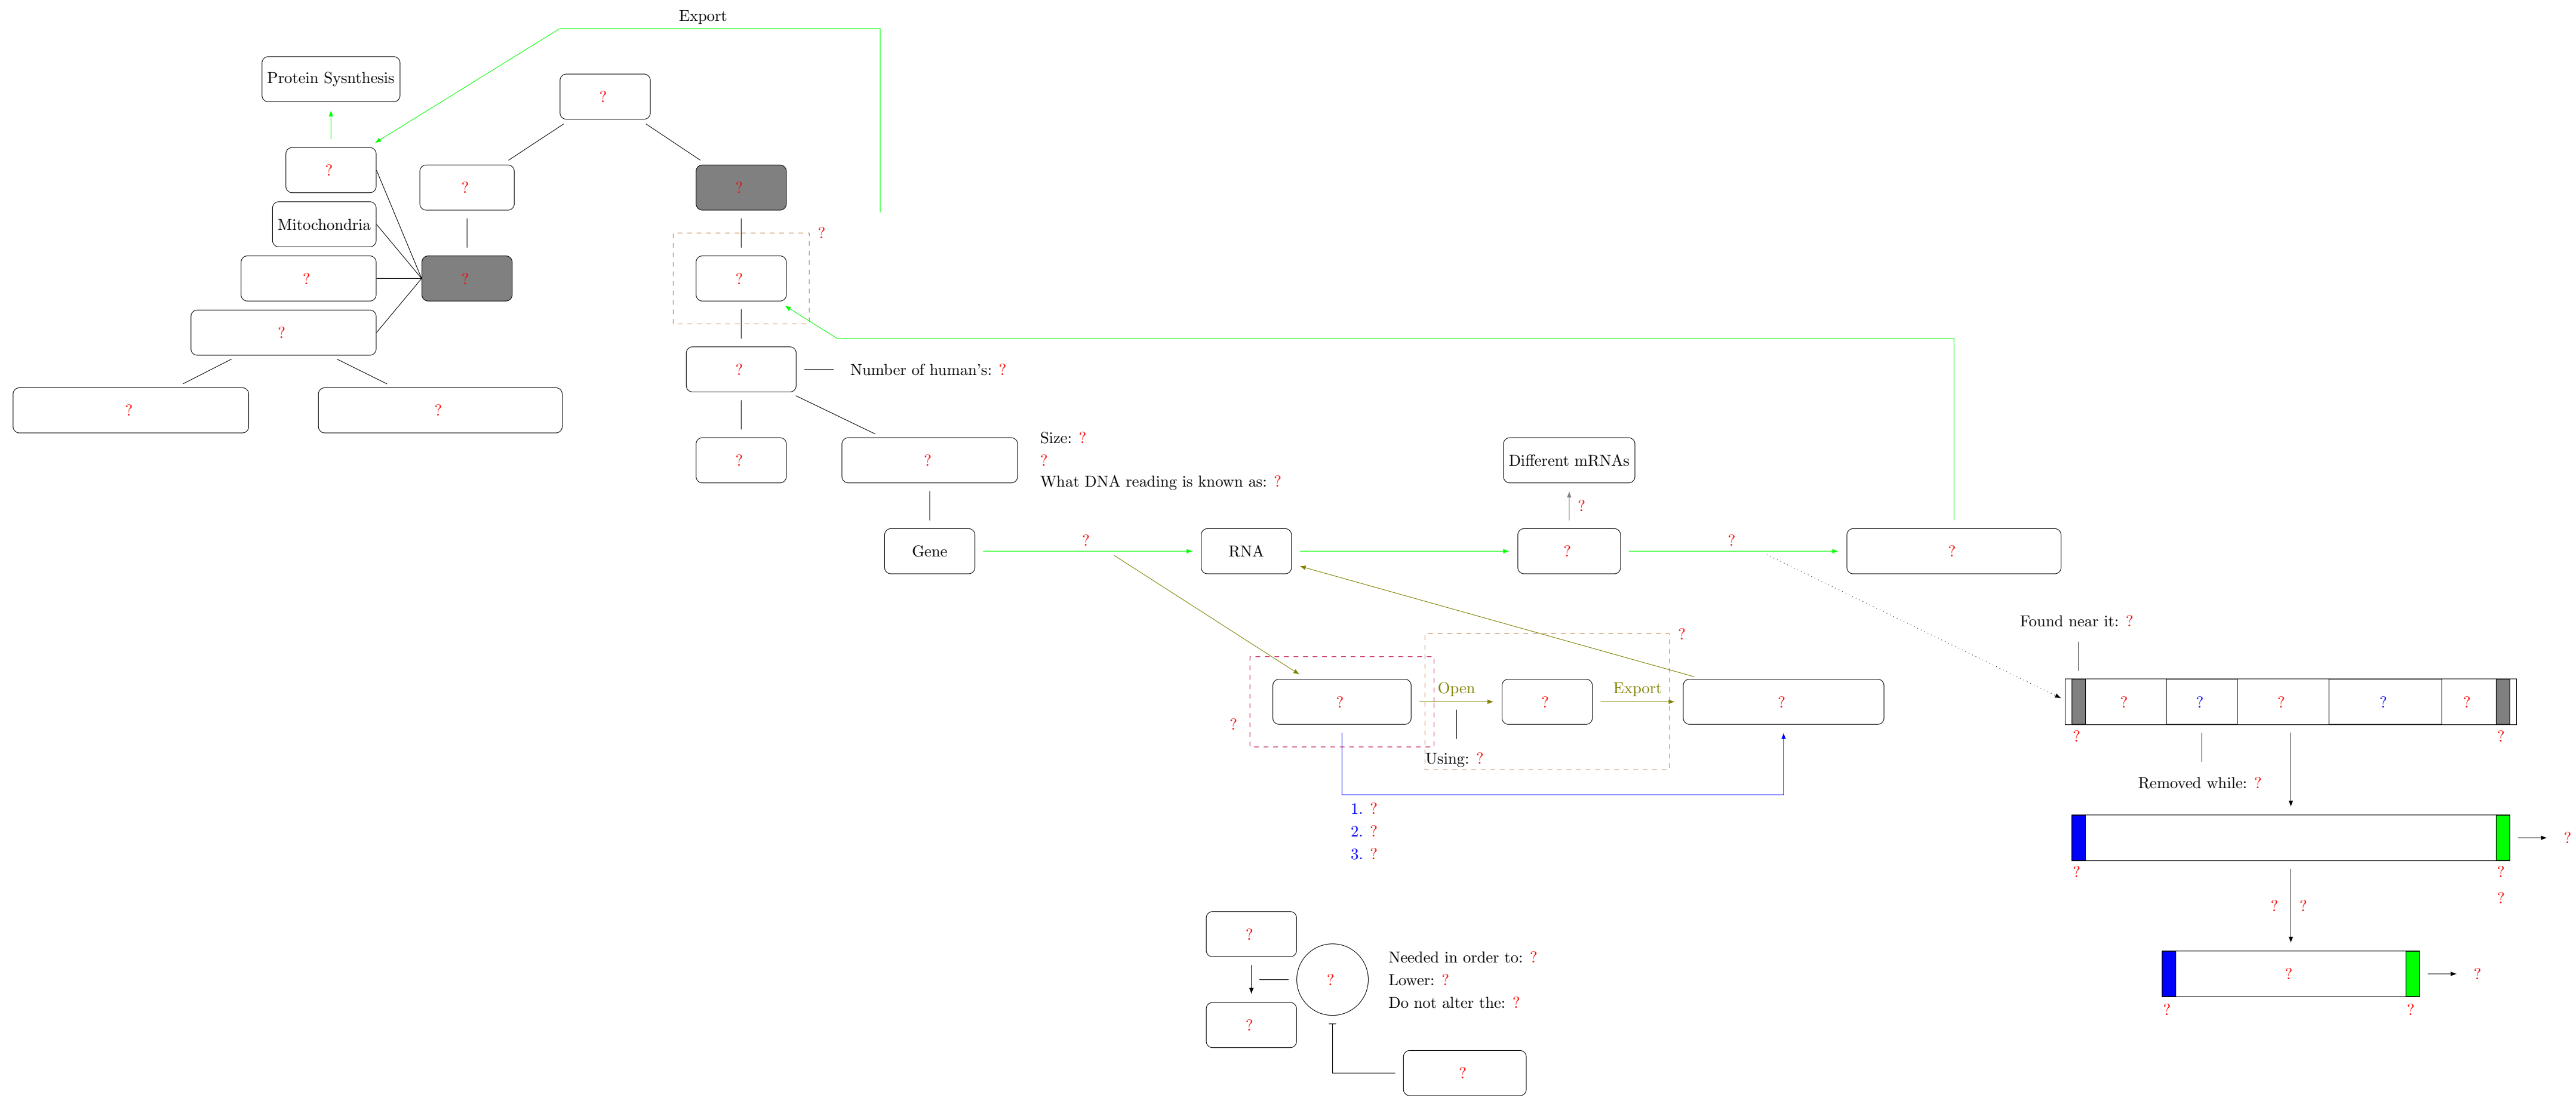 Export
Protein Sysnthesis
?
?
?
?
Mitochondria
?
?
?
?
?
Number of human's: ?
?
?
?
?
Size: ?
?
What DNA reading is known as: ?
Different mRNAs
?
Gene
?
RNA
?
?
?
Found near it: ?
?
?
?
Open
?
Export
?
Using: ?
?
?
?
?
?
?
?
Removed while: ?
1. ?
2. ?
3. ?
?
?
?
?
?
?
?
?
Needed in order to: ?
Lower: ?
Do not alter the: ?
?
?
?
?
?
?